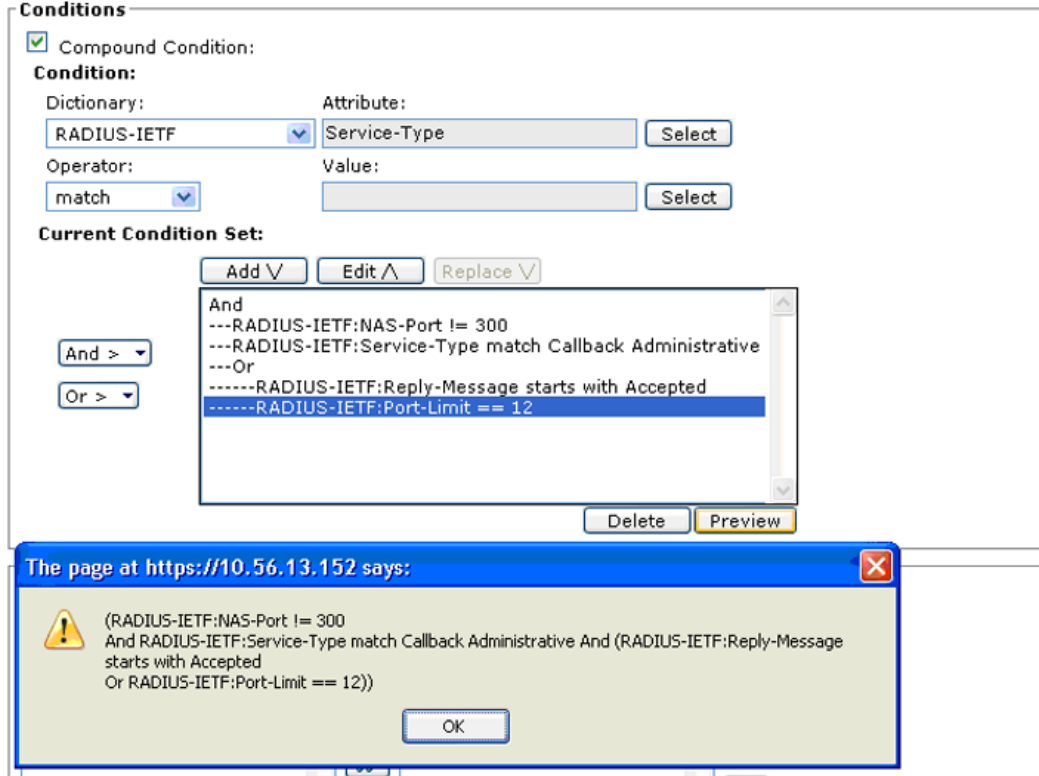 Conditions
Compound Condition:
Condition:
Dictionary: Attribute:
RADIUS-IETF Service-Type Select
Operator: Value:
match Select
Current Condition Set:
Add \/ Edit /\ Replace \/
And
---RADIUS-IETF:NAS-Port != 300
---RADIUS-IETF:Service-Type match Callback Administrative
And >
---Or
------RADIUS-IETF:Reply-Message starts with Accepted
Or >
------RADIUS-IETF:Port-Limit == 12
Delete Preview
The page at https://10.56.13.152 says:
(RADIUS-IETF:NAS-Port != 300
And RADIUS-IETF:Service-Type match Callback Administrative And (RADIUS-IETF:Reply-Message
starts with Accepted
Or RADIUS-IETF:Port-Limit == 12))
OK